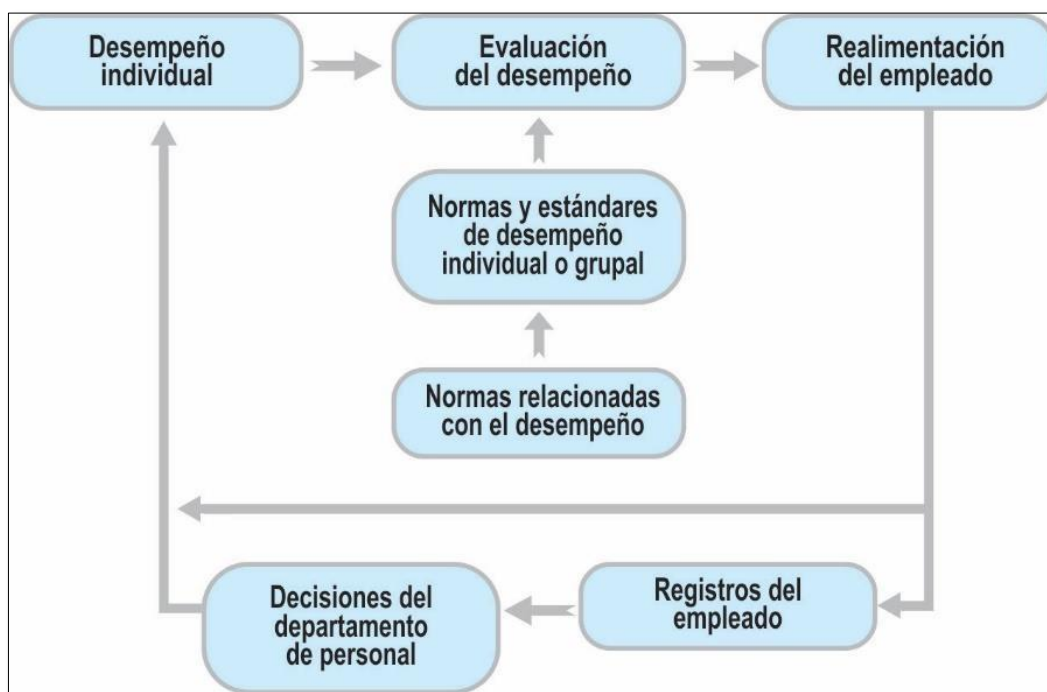 Desempeño
individual
Evaluación
del desempeño
Realimentación
del empleado
Normas y estándares
de desempeño
individual o grupal
Normas relacionadas
con el desempeño
Decisiones del
departamento
de personal
Registros del
empleado